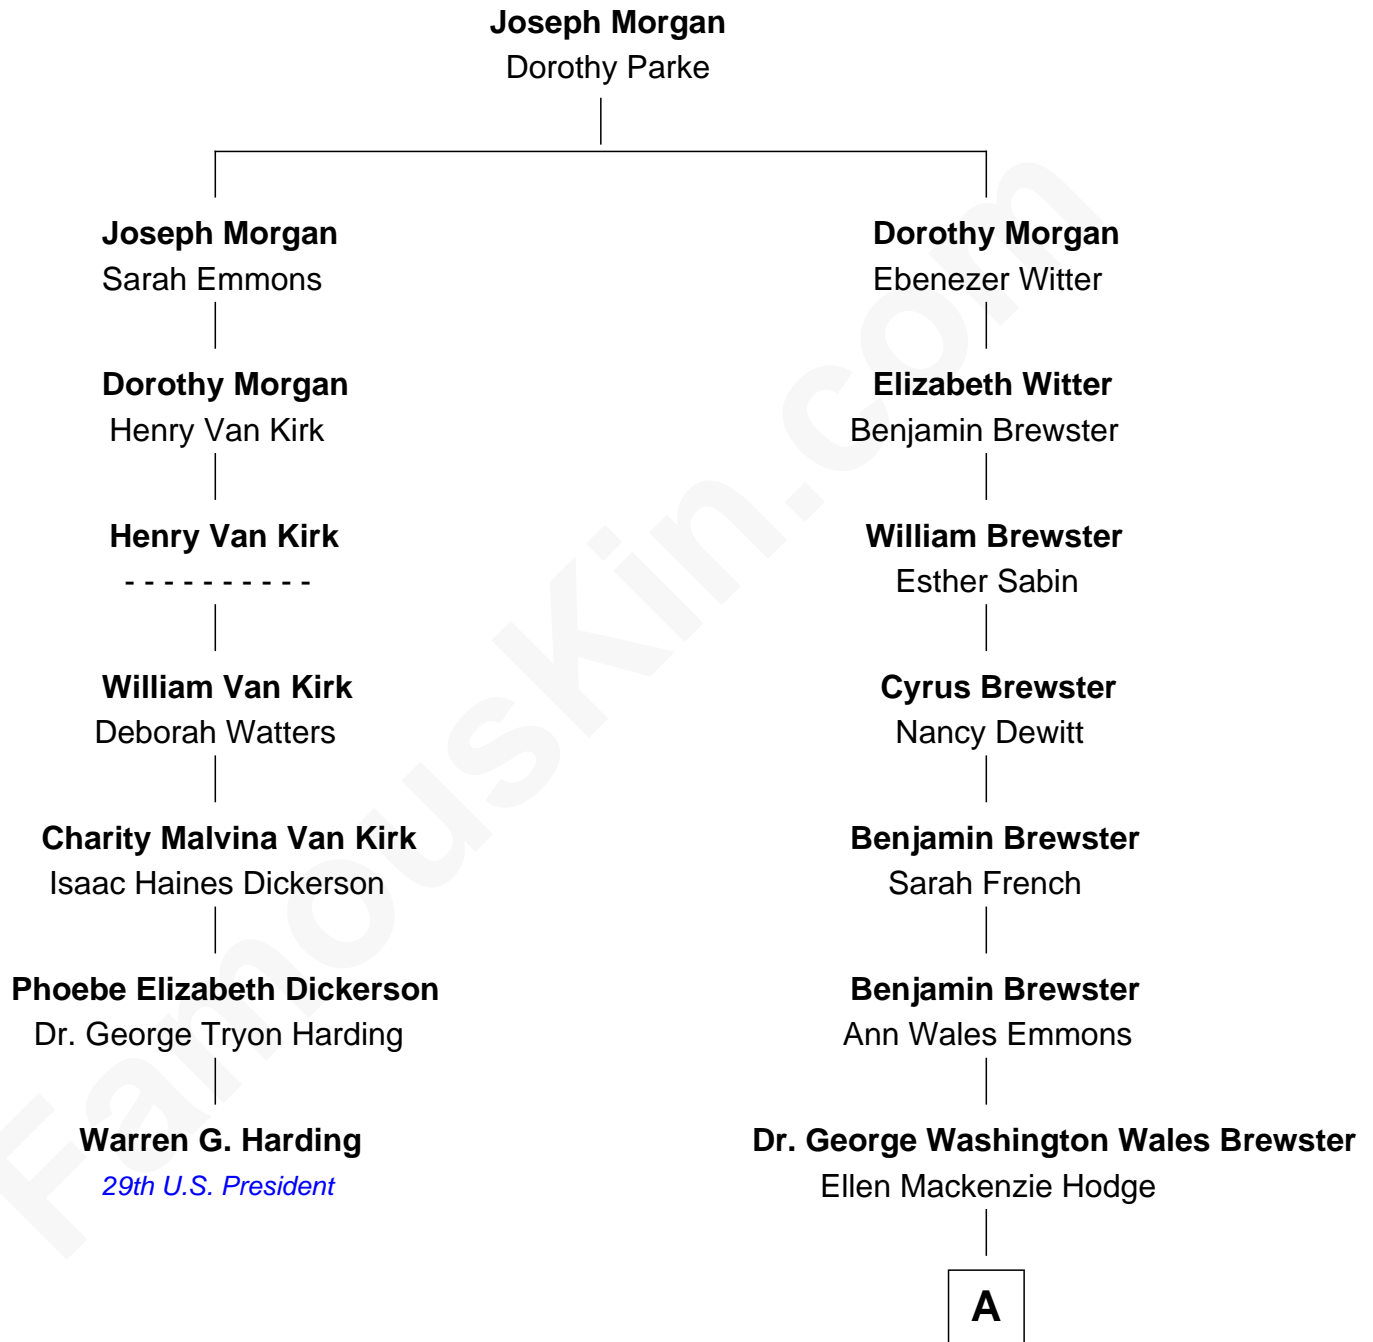 Joseph Morgan
Dorothy Parke
Joseph Morgan
Sarah Emmons
Dorothy Morgan
Henry Van Kirk
Henry Van Kirk
- - - - - - - - - -
William Van Kirk
Deborah Watters
Charity Malvina Van Kirk
Isaac Haines Dickerson
Phoebe Elizabeth Dickerson
Dr. George Tryon Harding
Warren G. Harding
29th U.S. President
Dorothy Morgan
Ebenezer Witter
Elizabeth Witter
Benjamin Brewster
William Brewster
Esther Sabin
Cyrus Brewster
Nancy Dewitt
Benjamin Brewster
Sarah French
Benjamin Brewster
Ann Wales Emmons
Dr. George Washington Wales Brewster
Ellen Mackenzie Hodge
A
FamousKin.com